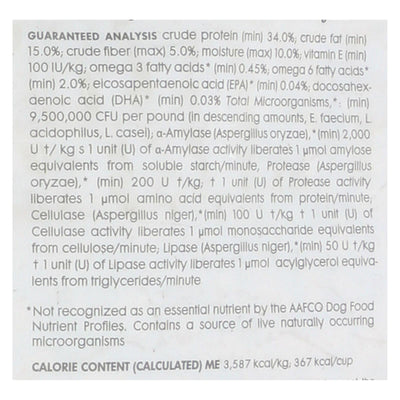 GUARANTEED ANALYSIS crude protein (min) 34.0%, crude fat (min)
15.0%; crude fiber (max) 5.0%; moisture (max) 10.0%; vitamin E (min)
100 IU/kg; omega 3 fatty acids* (min) 0.45%; omega 6 fatty acids*
(min) 2.0%; eicosapentaenoic acid (EPA)* (min) 0.04%; docosahex-
aenoic acid (DHA)* (min) 0.03% Total Microorganisms,*: (min)
9,500,000 CFU per pound (in descending amounts, E. faecium, L.
acidophilus, L. casei); α-Amylase (Aspergillus oryzae),* (min) 2,000
U †/ kg s 1 unit (U) of α-Amylase activity liberates 1 µmol amylose
equivalents from soluble starch/minute, Protease (Aspergillus
oryzae),* (min) 200 U †/kg; † 1 unit (U) of Protease activity
liberates 1 µmol amino acid equivalents from protein/minute;
Cellulase (Aspergillus niger),*(min) 100 U †/kg † 1 unit (U) of
Cellulase activity liberates 1 µmol monosaccharide equivalents
from cellulose/minute; Lipase (Aspergillus niger),*(min) 50 U †/kg
† 1 unit (U) of Lipase activity liberates 1 µmol acylglycerol equiva-
lents from triglycerides/minute
*Not recognized as an essential nutrient by the AAFCO Dog Food
Nutrient Profiles. Contains a source of live naturally occurring
microorganisms
CALORIE CONTENT (CALCULATED) ME 3,587 kcal/kg; 367 kcal/cup